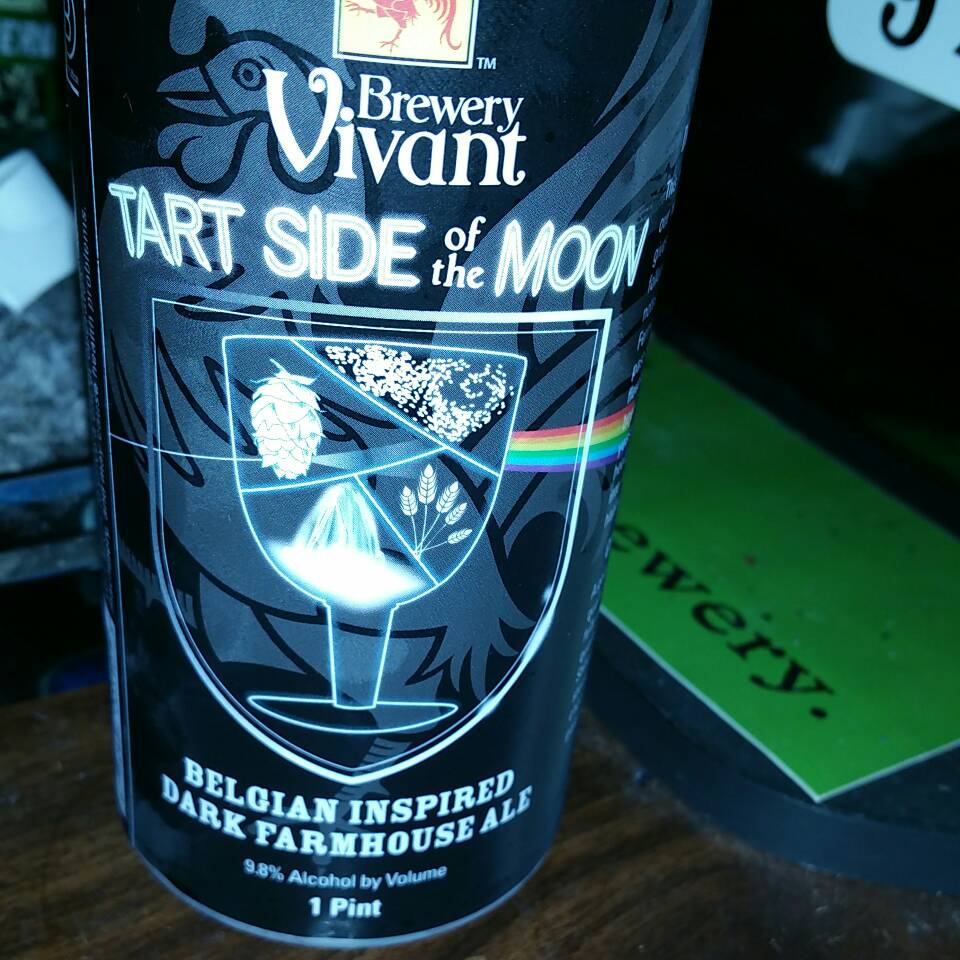 ™
Brewery
Vivant
TART SIDE of the MOON
BELGIAN INSPIRED
DARK FARMHOUSE ALE
9.8% Alcohol by Volume
1 Pint
ewery.